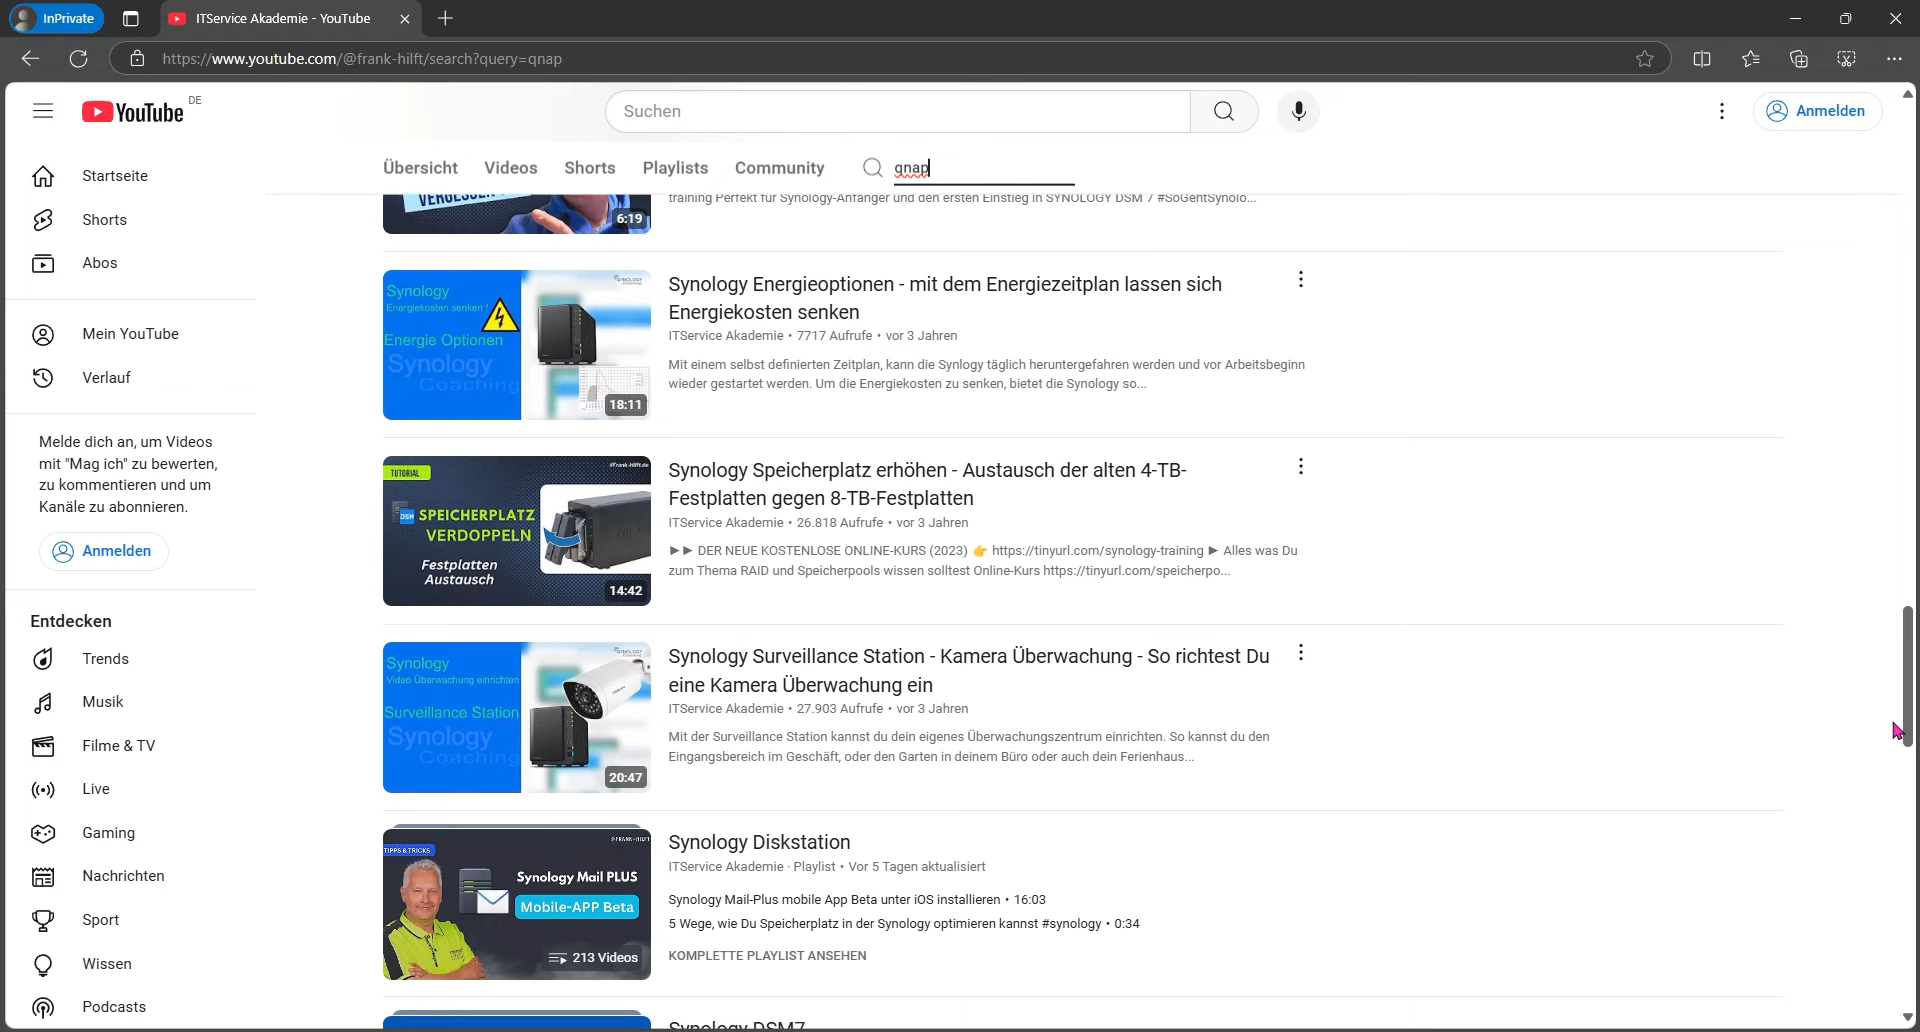 InPrivate
ITService Akademie - YouTube
https://www.youtube.com/@frank-hilft/search?query=qnap
YouTube DE
Suchen
Anmelden
Übersicht
Videos
Shorts
Playlists
Community
qnap
Startseite
Shorts
Abos
Mein YouTube
Verlauf
Melde dich an, um Videos
mit "Mag ich" zu bewerten,
zu kommentieren und um
Kanäle zu abonnieren.
Anmelden
Entdecken
Trends
Musik
Filme & TV
Live
Gaming
Nachrichten
Sport
Wissen
Podcasts
VERGESSEN
6:19
training Perfekt für Synology-Anfänger und den ersten Einstieg in SYNOLOGY DSM 7 #SoGehtSynolo...
Synology
Energiekosten senken !
Energie Optionen
Synology
Coaching
18:11
Synology Energieoptionen - mit dem Energiezeitplan lassen sich
Energiekosten senken
ITService Akademie • 7717 Aufrufe • vor 3 Jahren
Mit einem selbst definierten Zeitplan, kann die Synlogy täglich heruntergefahren werden und vor Arbeitsbeginn
wieder gestartet werden. Um die Energiekosten zu senken, bietet die Synology so...
TUTORIAL
#Frank-Hilft.de
DSM
SPEICHERPLATZ
VERDOPPELN
Festplatten
Austausch
14:42
Synology Speicherplatz erhöhen - Austausch der alten 4-TB-
Festplatten gegen 8-TB-Festplatten
ITService Akademie • 26.818 Aufrufe • vor 3 Jahren
►► DER NEUE KOSTENLOSE ONLINE-KURS (2023) 👉 https://tinyurl.com/synology-training ► Alles was Du
zum Thema RAID und Speicherpools wissen solltest Online-Kurs https://tinyurl.com/speicherpo...
Synology
Video Überwachung einrichten
Surveillance Station
Synology
Coaching
20:47
Synology Surveillance Station - Kamera Überwachung - So richtest Du
eine Kamera Überwachung ein
ITService Akademie • 27.903 Aufrufe • vor 3 Jahren
Mit der Surveillance Station kannst du dein eigenes Überwachungszentrum einrichten. So kannst du den
Eingangsbereich im Geschäft, oder den Garten in deinem Büro oder auch dein Ferienhaus...
TIPPS & TRICKS
@FRANK-HILFT
Synology Mail PLUS
Mobile-APP Beta
213 Videos
Synology Diskstation
ITService Akademie · Playlist • Vor 5 Tagen aktualisiert
Synology Mail-Plus mobile App Beta unter iOS installieren • 16:03
5 Wege, wie Du Speicherplatz in der Synology optimieren kannst #synology • 0:34
KOMPLETTE PLAYLIST ANSEHEN
Synology DSM7